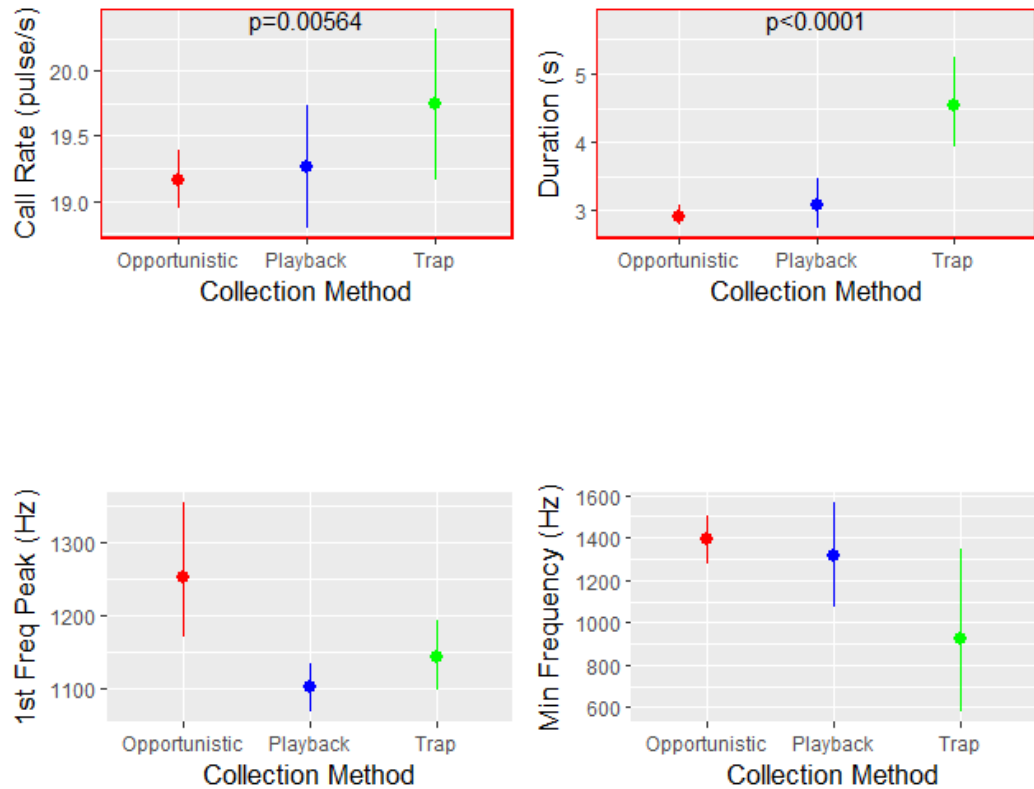 p=0.00564
Call Rate (pulse/s)
20.0
19.5
19.0
Opportunistic Playback Trap
Collection Method
p<0.0001
Duration (s)
5
4
3
Opportunistic Playback Trap
Collection Method
1st Freq Peak (Hz)
1300
1200
1100
Opportunistic Playback Trap
Collection Method
Min Frequency (Hz)
1600
1400
1200
1000
800
600
Opportunistic Playback Trap
Collection Method